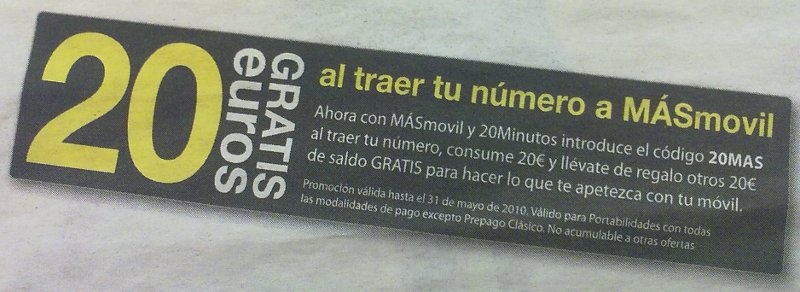 20 euros GRATIS
al traer tu número a MÁSmovil
Ahora con MÁSmovil y 20Minutos introduce el código 20MAS
al traer tu número, consume 20€ y llévate de regalo otros 20€
de saldo GRATIS para hacer lo que te apetezca con tu móvil.
Promoción válida hasta el 31 de mayo de 2010. Válido para Portabilidades con todas
las modalidades de pago excepto Prepago Clásico. No acumulable a otras ofertas